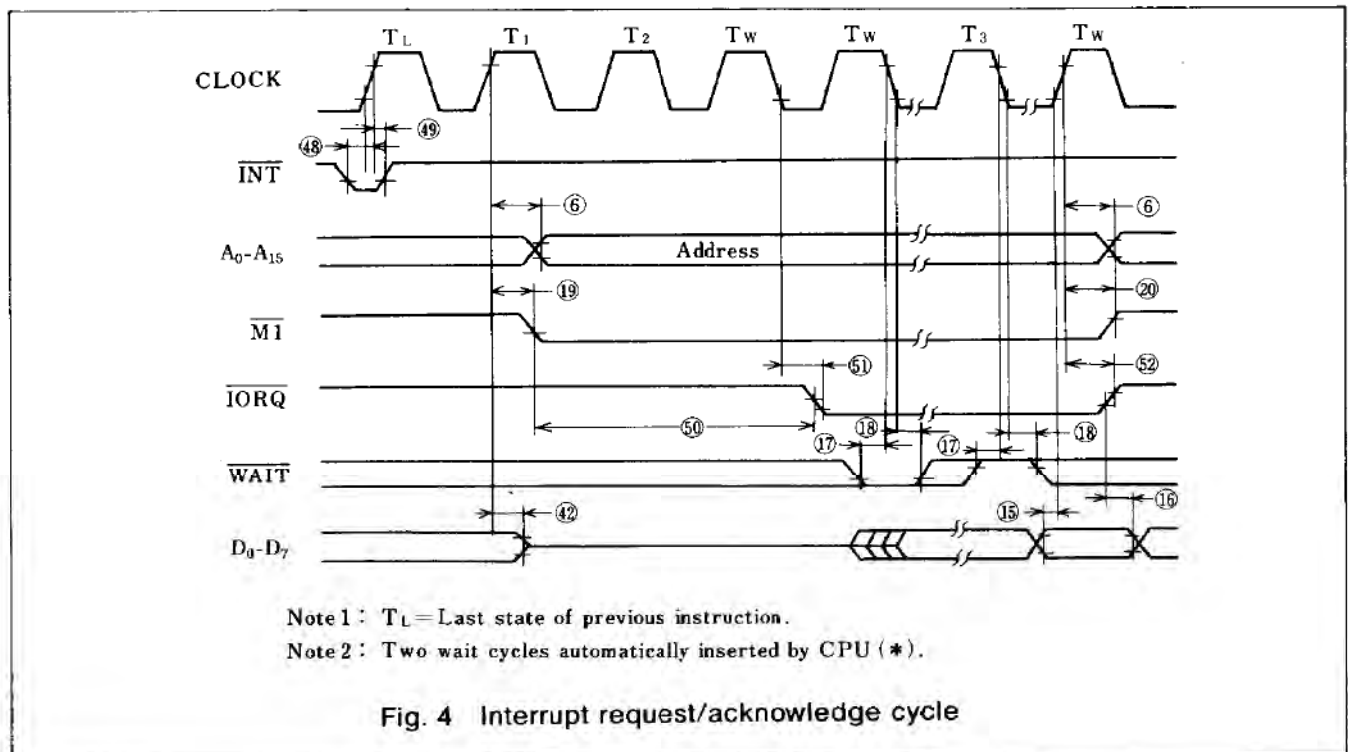 TL T1 T2 TW TW T3 TW
CLOCK
㊾
㊽
INT
⑥ ⑥
A0-A15 Address
⑲ ⑳
M1
51 52
IORQ
㊿ ⑱ ⑱
⑰ ⑰
WAIT
⑯
㊷ ⑮
D0-D7
Note 1 : TL=Last state of previous instruction.
Note 2 : Two wait cycles automatically inserted by CPU (*).
Fig. 4 Interrupt request/acknowledge cycle